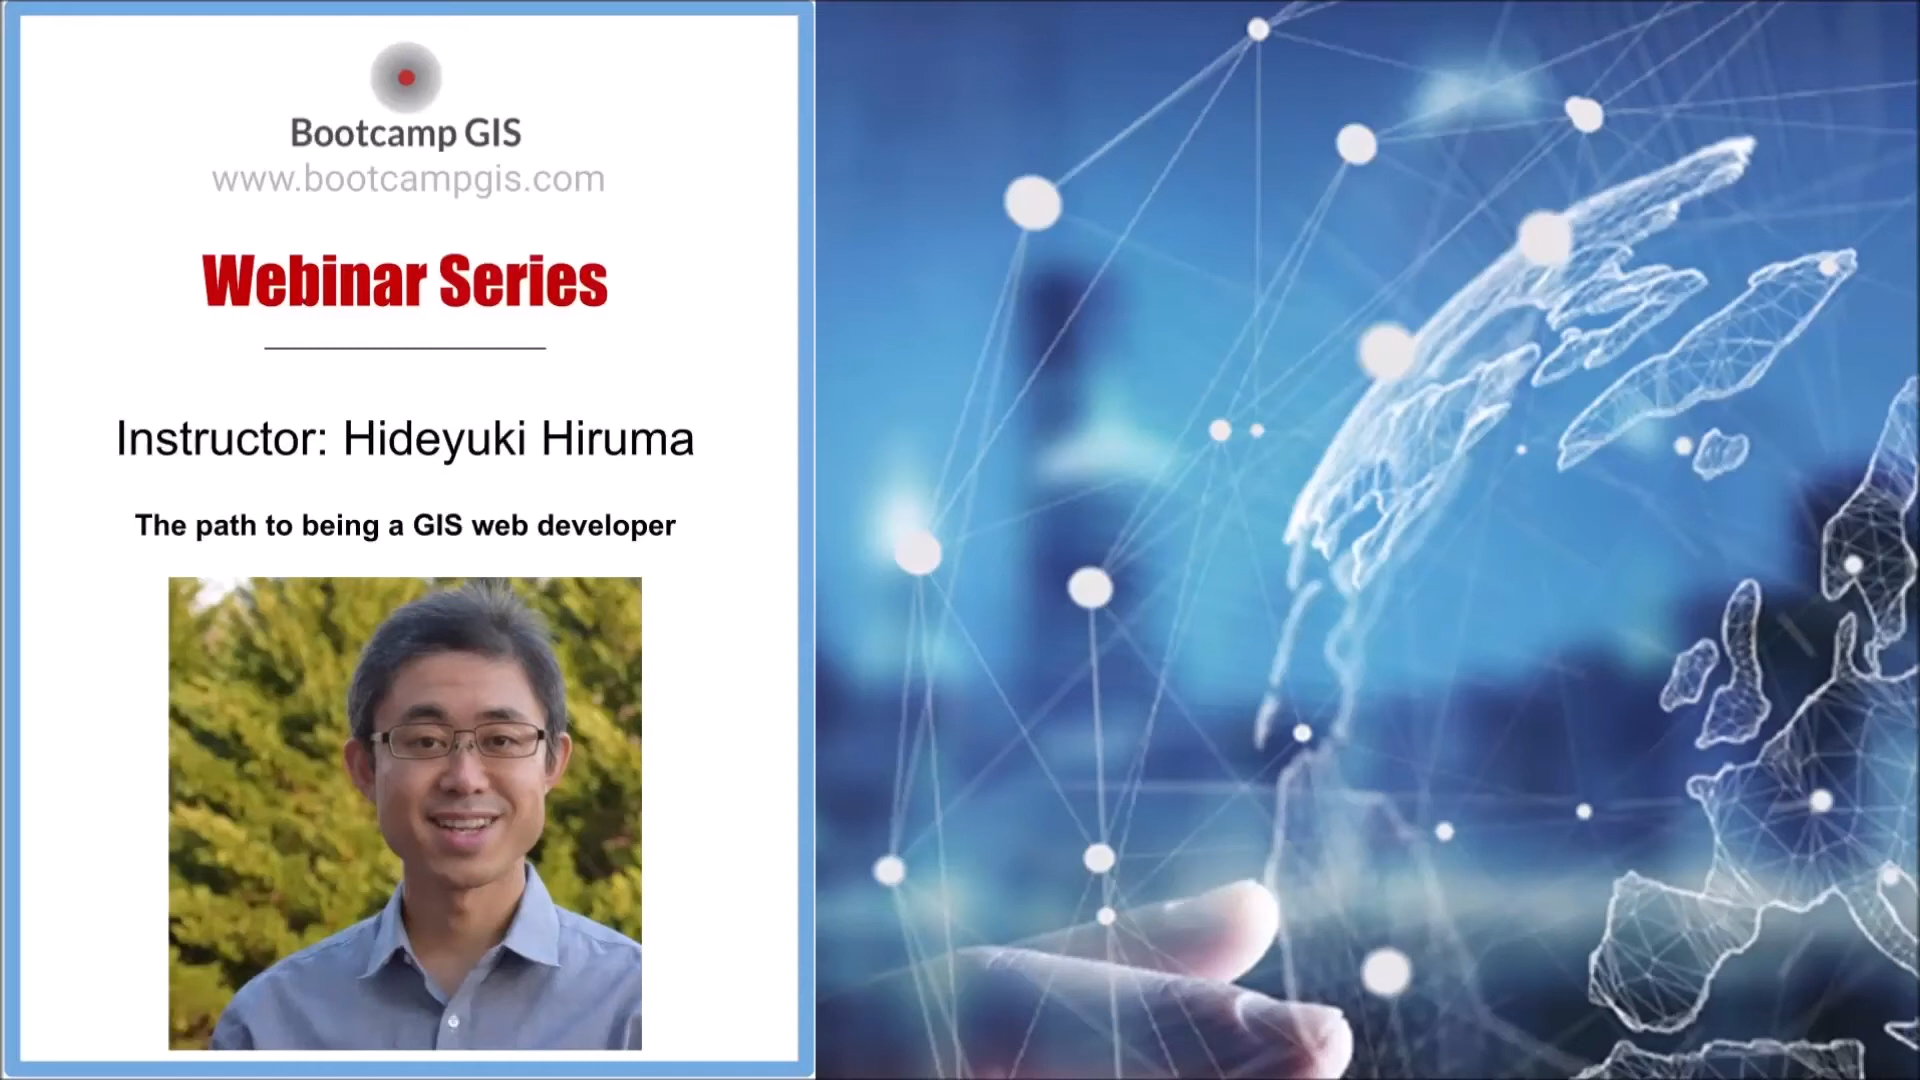 Bootcamp GIS
www.bootcampgis.com
Webinar Series
Instructor: Hideyuki Hiruma
The path to being a GIS web developer